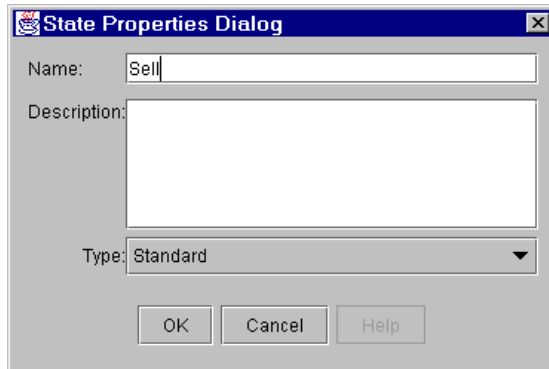 State Properties Dialog
Name: Sell
Description:
Type: Standard
OK Cancel Help